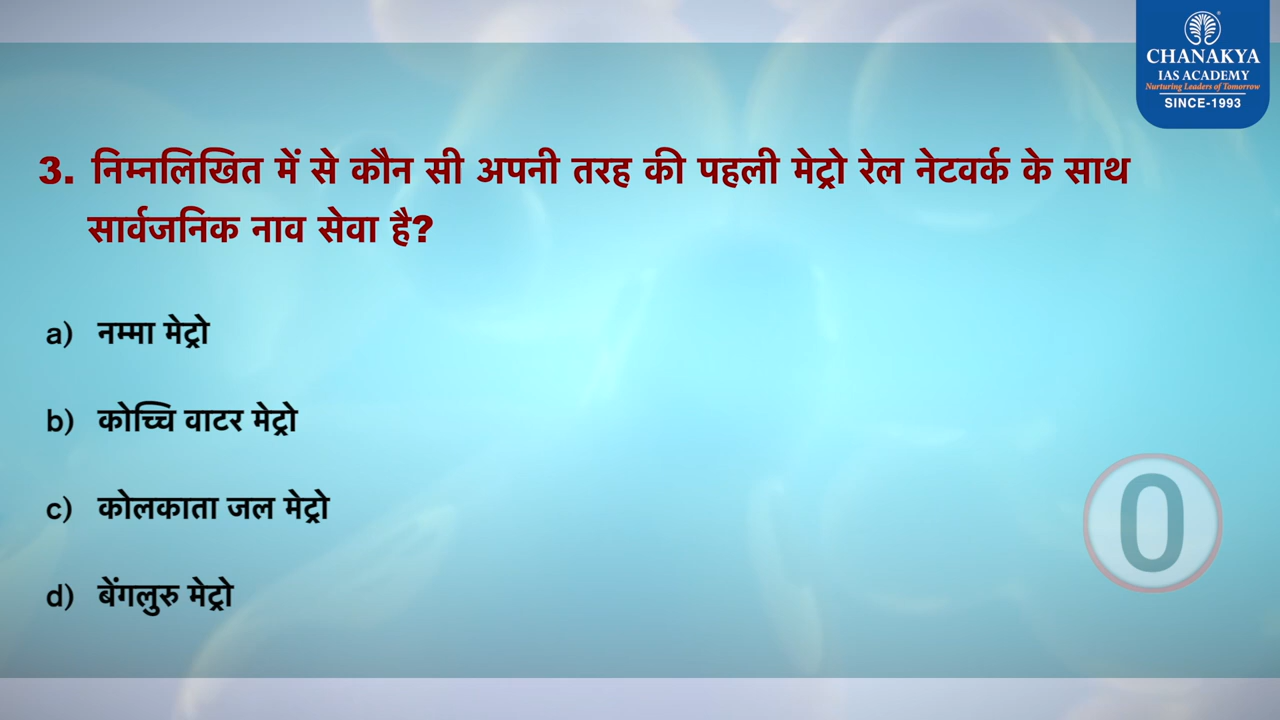 CHANAKYA
IAS ACADEMY
Nurturing Leaders of Tomorrow
SINCE-1993
3. निम्नलिखित में से कौन सी अपनी तरह की पहली मेट्रो रेल नेटवर्क के साथ
सार्वजनिक नाव सेवा है?
a) नम्मा मेट्रो
b) कोच्चि वाटर मेट्रो
c) कोलकाता जल मेट्रो
d) बेंगलुरु मेट्रो
0